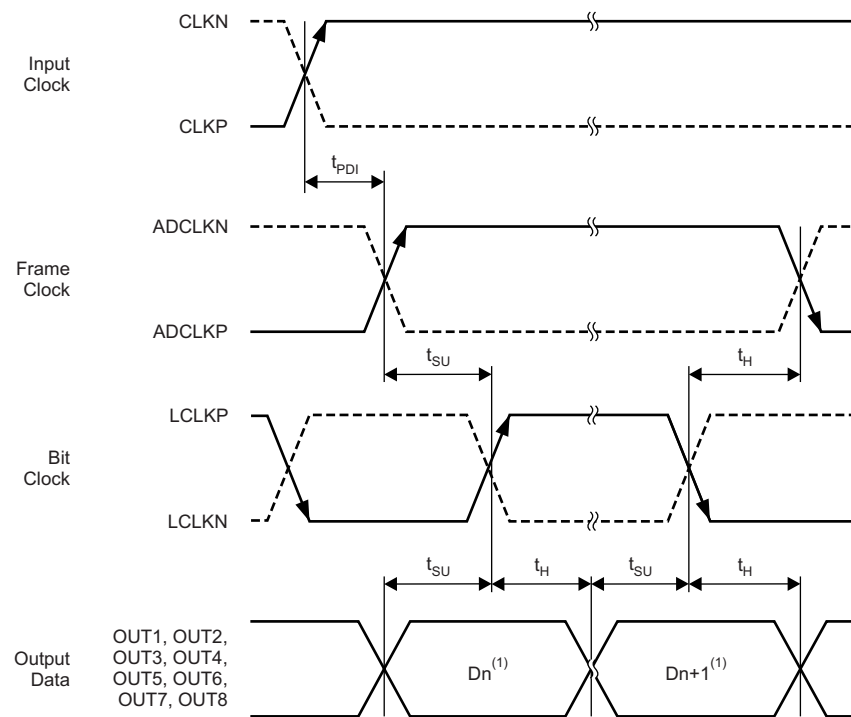 CLKN
Input
Clock
CLKP
tPDI
ADCLKN
Frame
Clock
ADCLKP
tSU
tH
LCLKP
Bit
Clock
LCLKN
tSU
tH
tSU
tH
Output
Data
OUT1, OUT2,
OUT3, OUT4,
OUT5, OUT6,
OUT7, OUT8
Dn(1)
Dn+1(1)